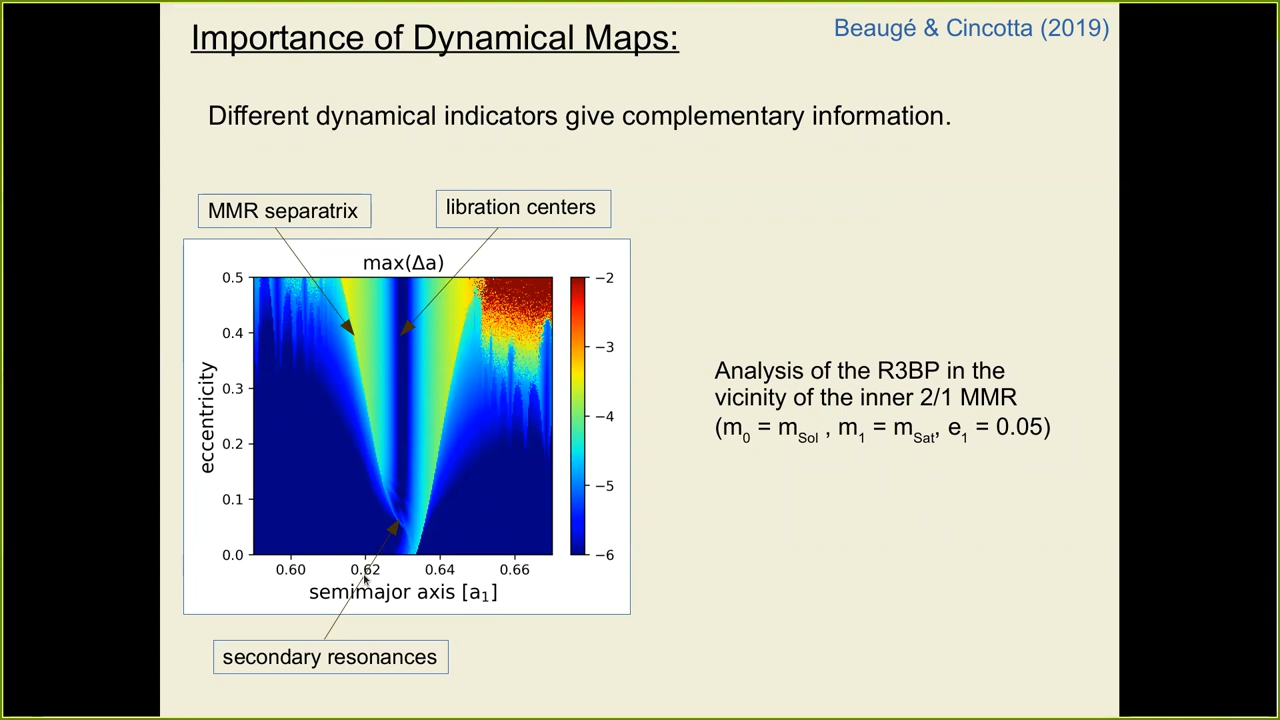 Importance of Dynamical Maps:
Beaugé & Cincotta (2019)
Different dynamical indicators give complementary information.
MMR separatrix
libration centers
max(Δa)
0.5
0.4
0.3
0.2
0.1
0.0
eccentricity
0.60
0.62
0.64
0.66
semimajor axis [a₁]
−2
−3
−4
−5
−6
secondary resonances
Analysis of the R3BP in the
vicinity of the inner 2/1 MMR
(m₀ = m_Sol , m₁ = m_Sat, e₁ = 0.05)